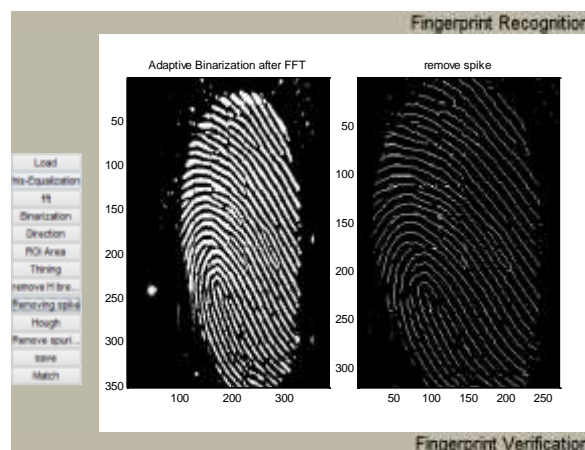 Fingerprint Recognition
Adaptive Binarization after FFT
remove spike
50
100
150
200
250
300
350
100
200
300
50
100
150
200
250
300
50
100
150
200
250
Load
his-Equalization
fft
Binarization
Direction
ROI Area
Thining
remove H bre...
Removing spike
Hough
Remove spuri...
save
Match
Fingerprint Verification